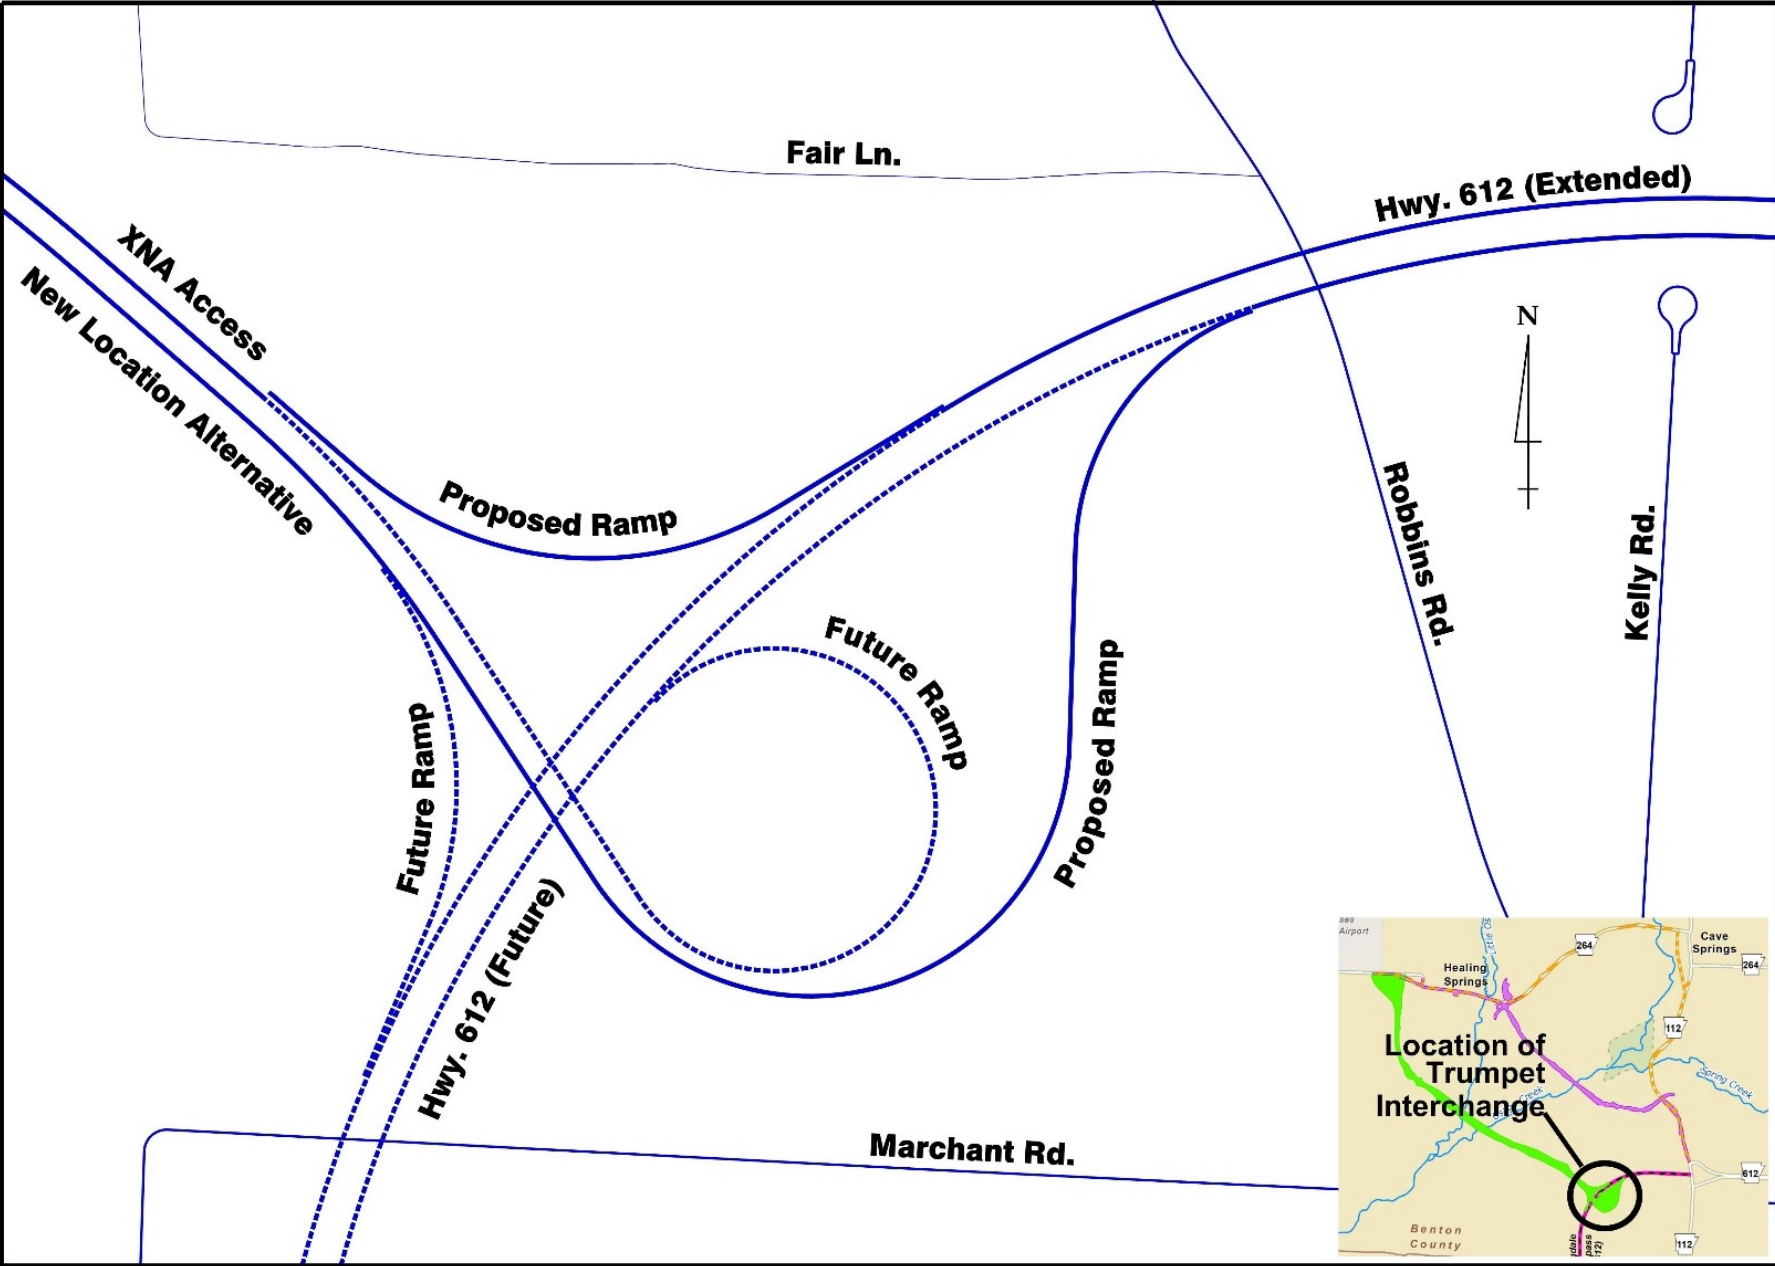 Fair Ln.
Hwy. 612 (Extended)
XNA Access
New Location Alternative
N
Proposed Ramp
Robbins Rd.
Kelly Rd.
Future Ramp
Proposed Ramp
Future Ramp
Hwy. 612 (Future)
Marchant Rd.
Airport
264
Cave
Springs
264
Healing
Springs
112
Location of
Trumpet
Interchange
Creek
Spring Creek
612
Benton
County
112